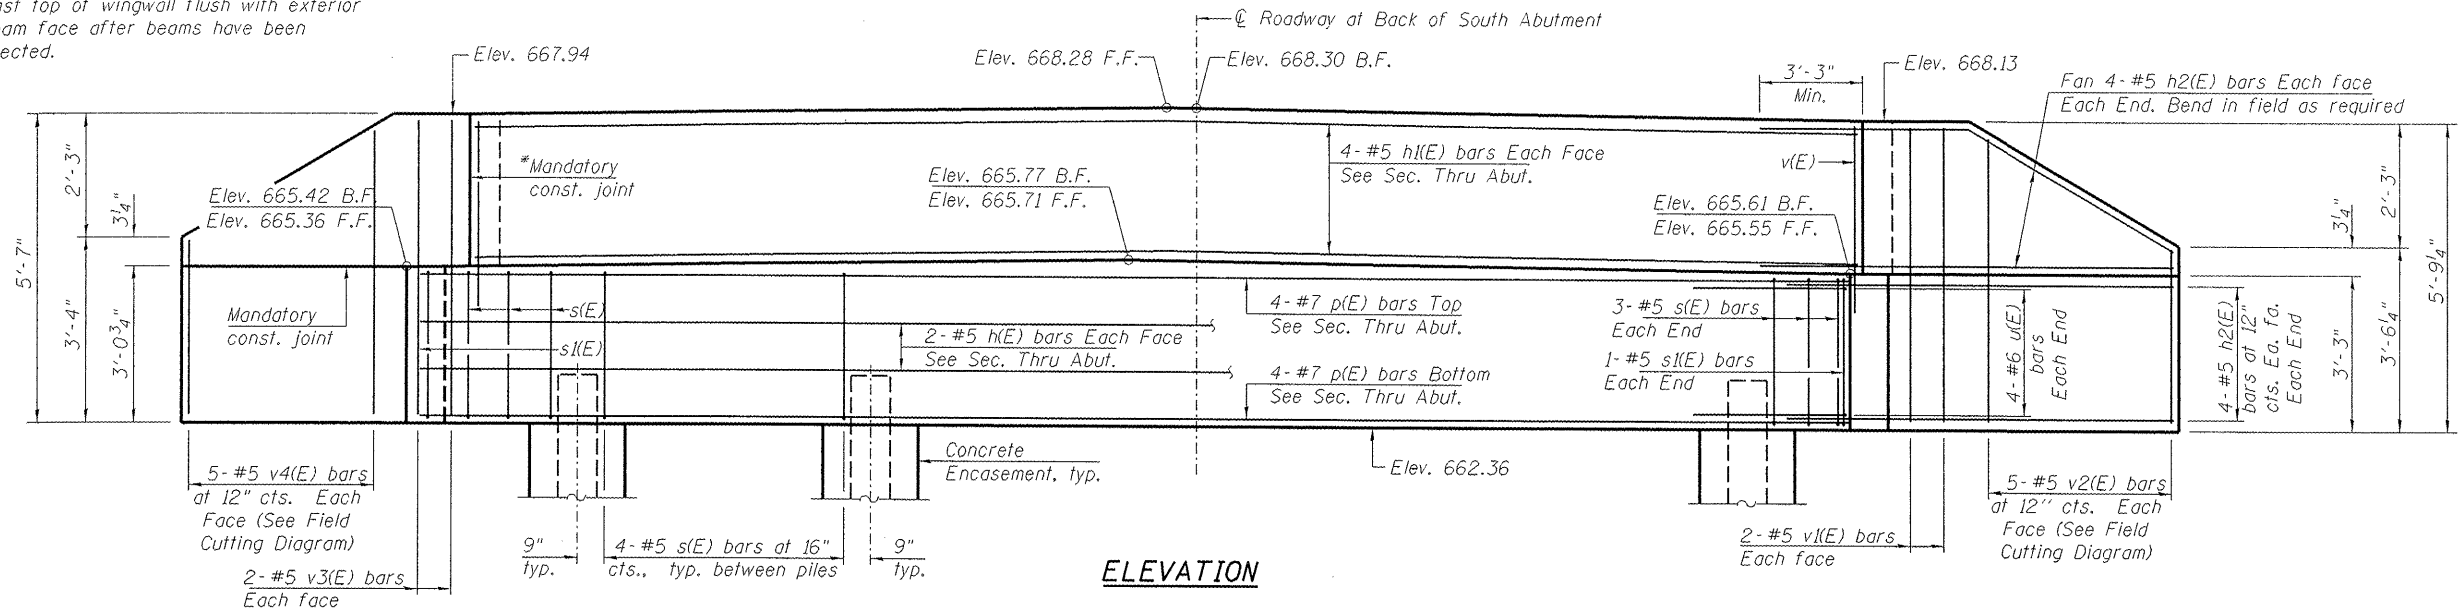 top of wingwall flush with exterior
face after beams have been
℄ Roadway at Back of South Abutment
Elev. 667.94
Elev. 668.28 F.F.
Elev. 668.30 B.F.
3'-3"
Min.
Elev. 668.13
Fan 4-#5 h2(E) bars Each face
Each End. Bend in field as required
*Mandatory
const. joint
4-#5 h1(E) bars Each Face
See Sec. Thru Abut.
v(E)
Elev. 665.77 B.F.
Elev. 665.71 F.F.
Elev. 665.42 B.F.
Elev. 665.36 F.F.
Elev. 665.61 B.F.
Elev. 665.55 F.F.
5'-7"
2'-3"
3¼"
3'-4"
3'-0¾"
Mandatory
const. joint
s(E)
s1(E)
2-#5 h(E) bars Each Face
See Sec. Thru Abut.
4-#7 p(E) bars Top
See Sec. Thru Abut.
4-#7 p(E) bars Bottom
See Sec. Thru Abut.
3-#5 s(E) bars
Each End
1-#5 s1(E) bars
Each End
4-#6 u(E)
bars
Each End
4-#5 h2(E)
bars at 12"
cts. Ea. fa.
Each End
3¼"
2'-3"
3'-3"
3'-6¼"
5'-9¼"
Concrete
Encasement, typ.
Elev. 662.36
5-#5 v4(E) bars
at 12" cts. Each
Face (See Field
Cutting Diagram)
2-#5 v3(E) bars
Each face
9"
typ.
4-#5 s(E) bars at 16"
cts., typ. between piles
9"
typ.
2-#5 v1(E) bars
Each face
5-#5 v2(E) bars
at 12" cts. Each
Face (See Field
Cutting Diagram)
ELEVATION